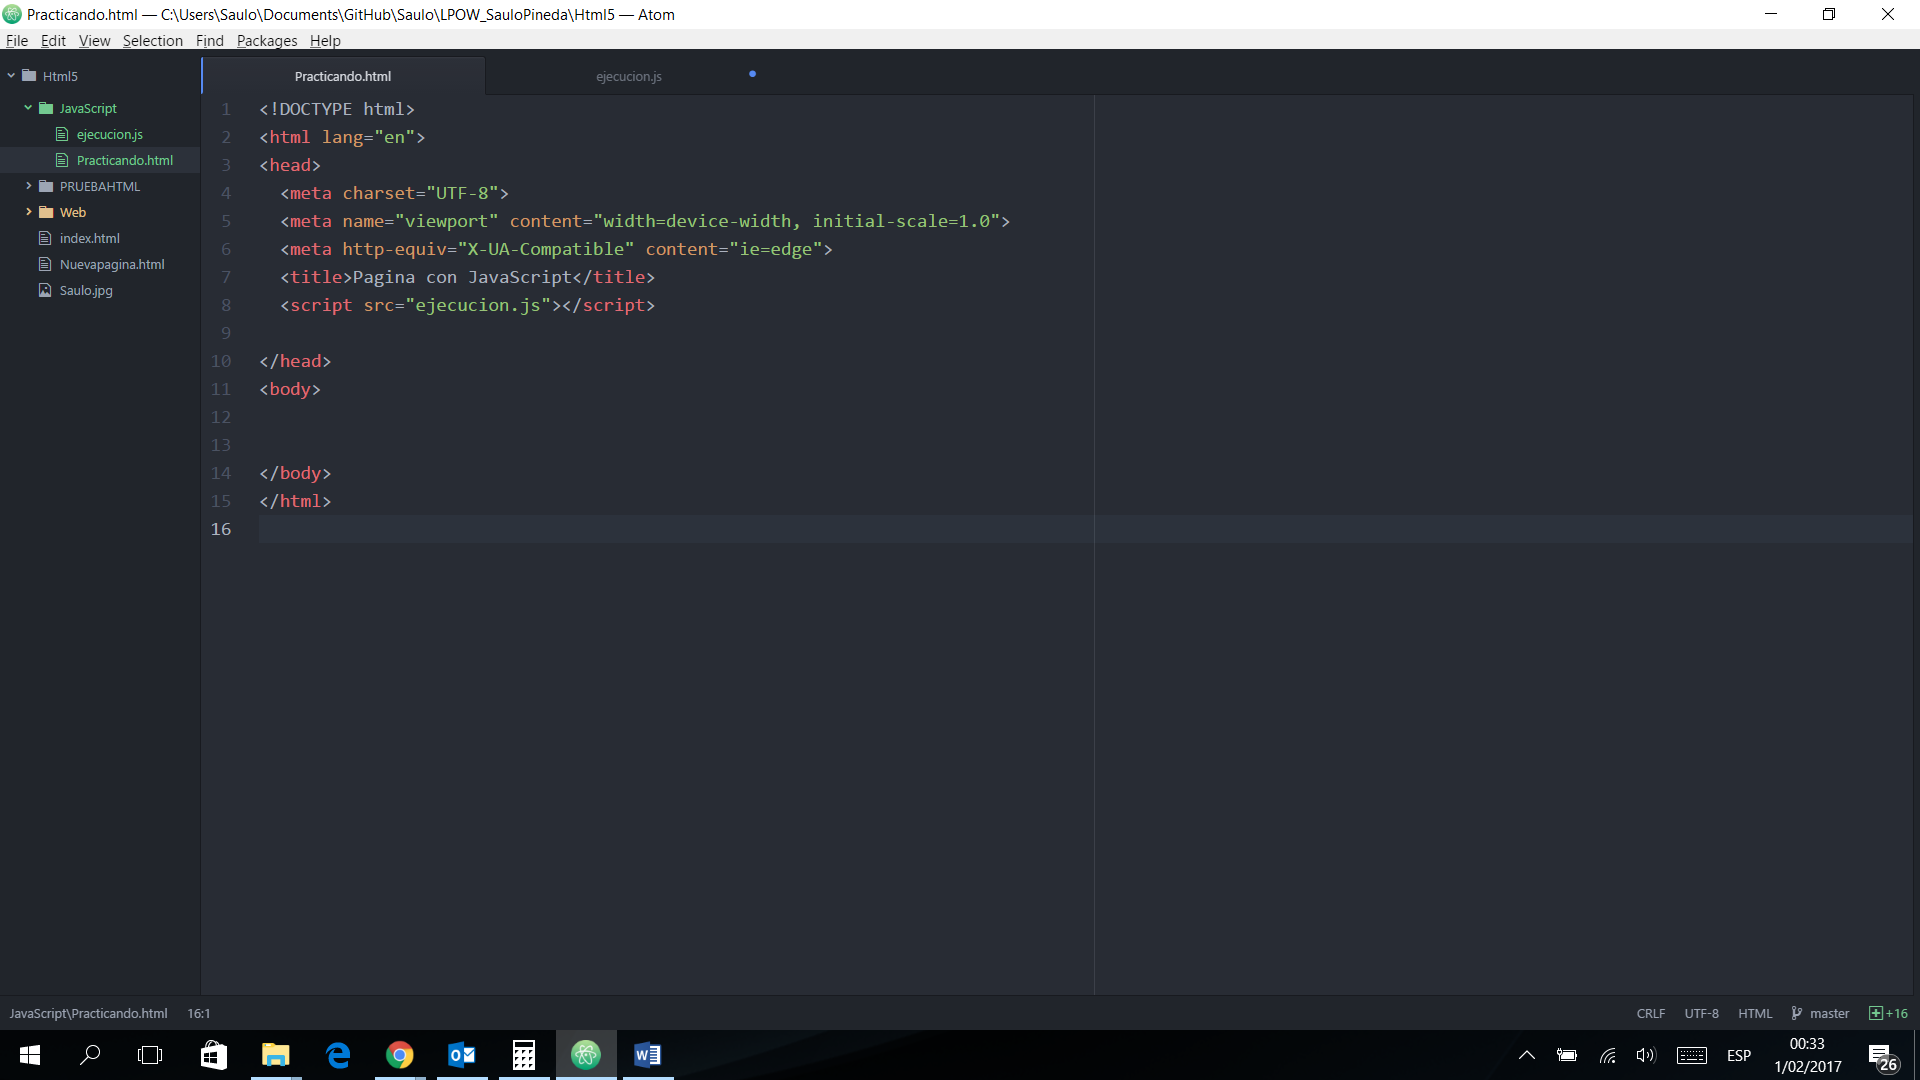 Practicando.html — C:\Users\Saulo\Documents\GitHub\Saulo\LPOW_SauloPineda\Html5 — Atom
File Edit View Selection Find Packages Help
Html5
JavaScript
ejecucion.js
Practicando.html
PRUEBAHTML
Web
index.html
Nuevapagina.html
Saulo.jpg
Practicando.html
ejecucion.js
1 <!DOCTYPE html>
2 <html lang="en">
3 <head>
4 <meta charset="UTF-8">
5 <meta name="viewport" content="width=device-width, initial-scale=1.0">
6 <meta http-equiv="X-UA-Compatible" content="ie=edge">
7 <title>Pagina con JavaScript</title>
8 <script src="ejecucion.js"></script>
9
10 </head>
11 <body>
12
13
14 </body>
15 </html>
16
JavaScript\Practicando.html 16:1
CRLF UTF-8 HTML master +16
ESP
00:33
1/02/2017
26